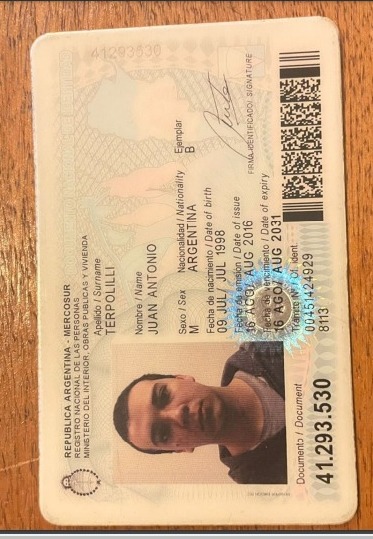 REPUBLICA ARGENTINA - MERCOSUR
REGISTRO NACIONAL DE LAS PERSONAS
MINISTERIO DEL INTERIOR, OBRAS PUBLICAS Y VIVIENDA
Apellido / Surname
TERPOLILLI
Nombre / Name
JUAN ANTONIO
Sexo / Sex Nacionalidad / Nationality Ejemplar
M ARGENTINA B
Fecha de nacimiento / Date of birth
09 JUL/ JUL 1998
Fecha de emisión / Date of issue
16 AGO/ AUG 2016
FIRMA IDENTIFICADO/ SIGNATURE
Fecha de vencimiento / Date of expiry
16 AGO/ AUG 2031
Documento / Document
Tramite Nº / Of. ident.
41.293.530
00451424929
8113
41293530